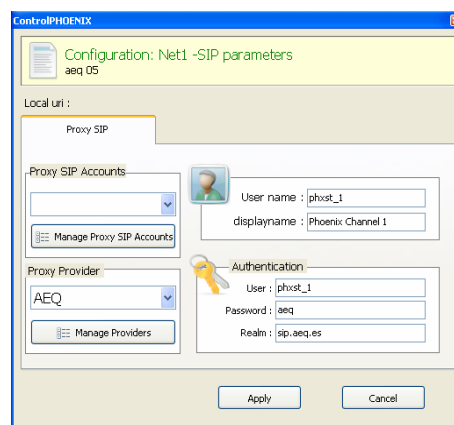 ControlPHOENIX
Configuration: Net1 -SIP parameters
aeq 05
Local uri :
Proxy SIP
Proxy SIP Accounts
Manage Proxy SIP Accounts
Proxy Provider
AEQ
Manage Providers
User name : phxst_1
displayname : Phoenix Channel 1
Authentication
User : phxst_1
Password : aeq
Realm : sip.aeq.es
Apply
Cancel